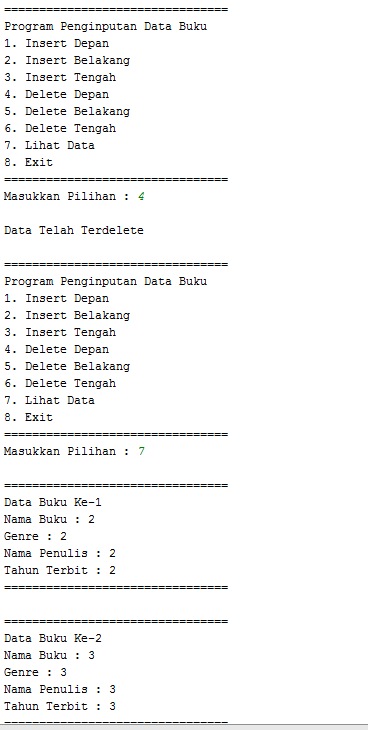 ================================
Program Penginputan Data Buku
1. Insert Depan
2. Insert Belakang
3. Insert Tengah
4. Delete Depan
5. Delete Belakang
6. Delete Tengah
7. Lihat Data
8. Exit
================================
Masukkan Pilihan : 4
Data Telah Terdelete
================================
Program Penginputan Data Buku
1. Insert Depan
2. Insert Belakang
3. Insert Tengah
4. Delete Depan
5. Delete Belakang
6. Delete Tengah
7. Lihat Data
8. Exit
================================
Masukkan Pilihan : 7
================================
Data Buku Ke-1
Nama Buku : 2
Genre : 2
Nama Penulis : 2
Tahun Terbit : 2
================================
================================
Data Buku Ke-2
Nama Buku : 3
Genre : 3
Nama Penulis : 3
Tahun Terbit : 3
================================